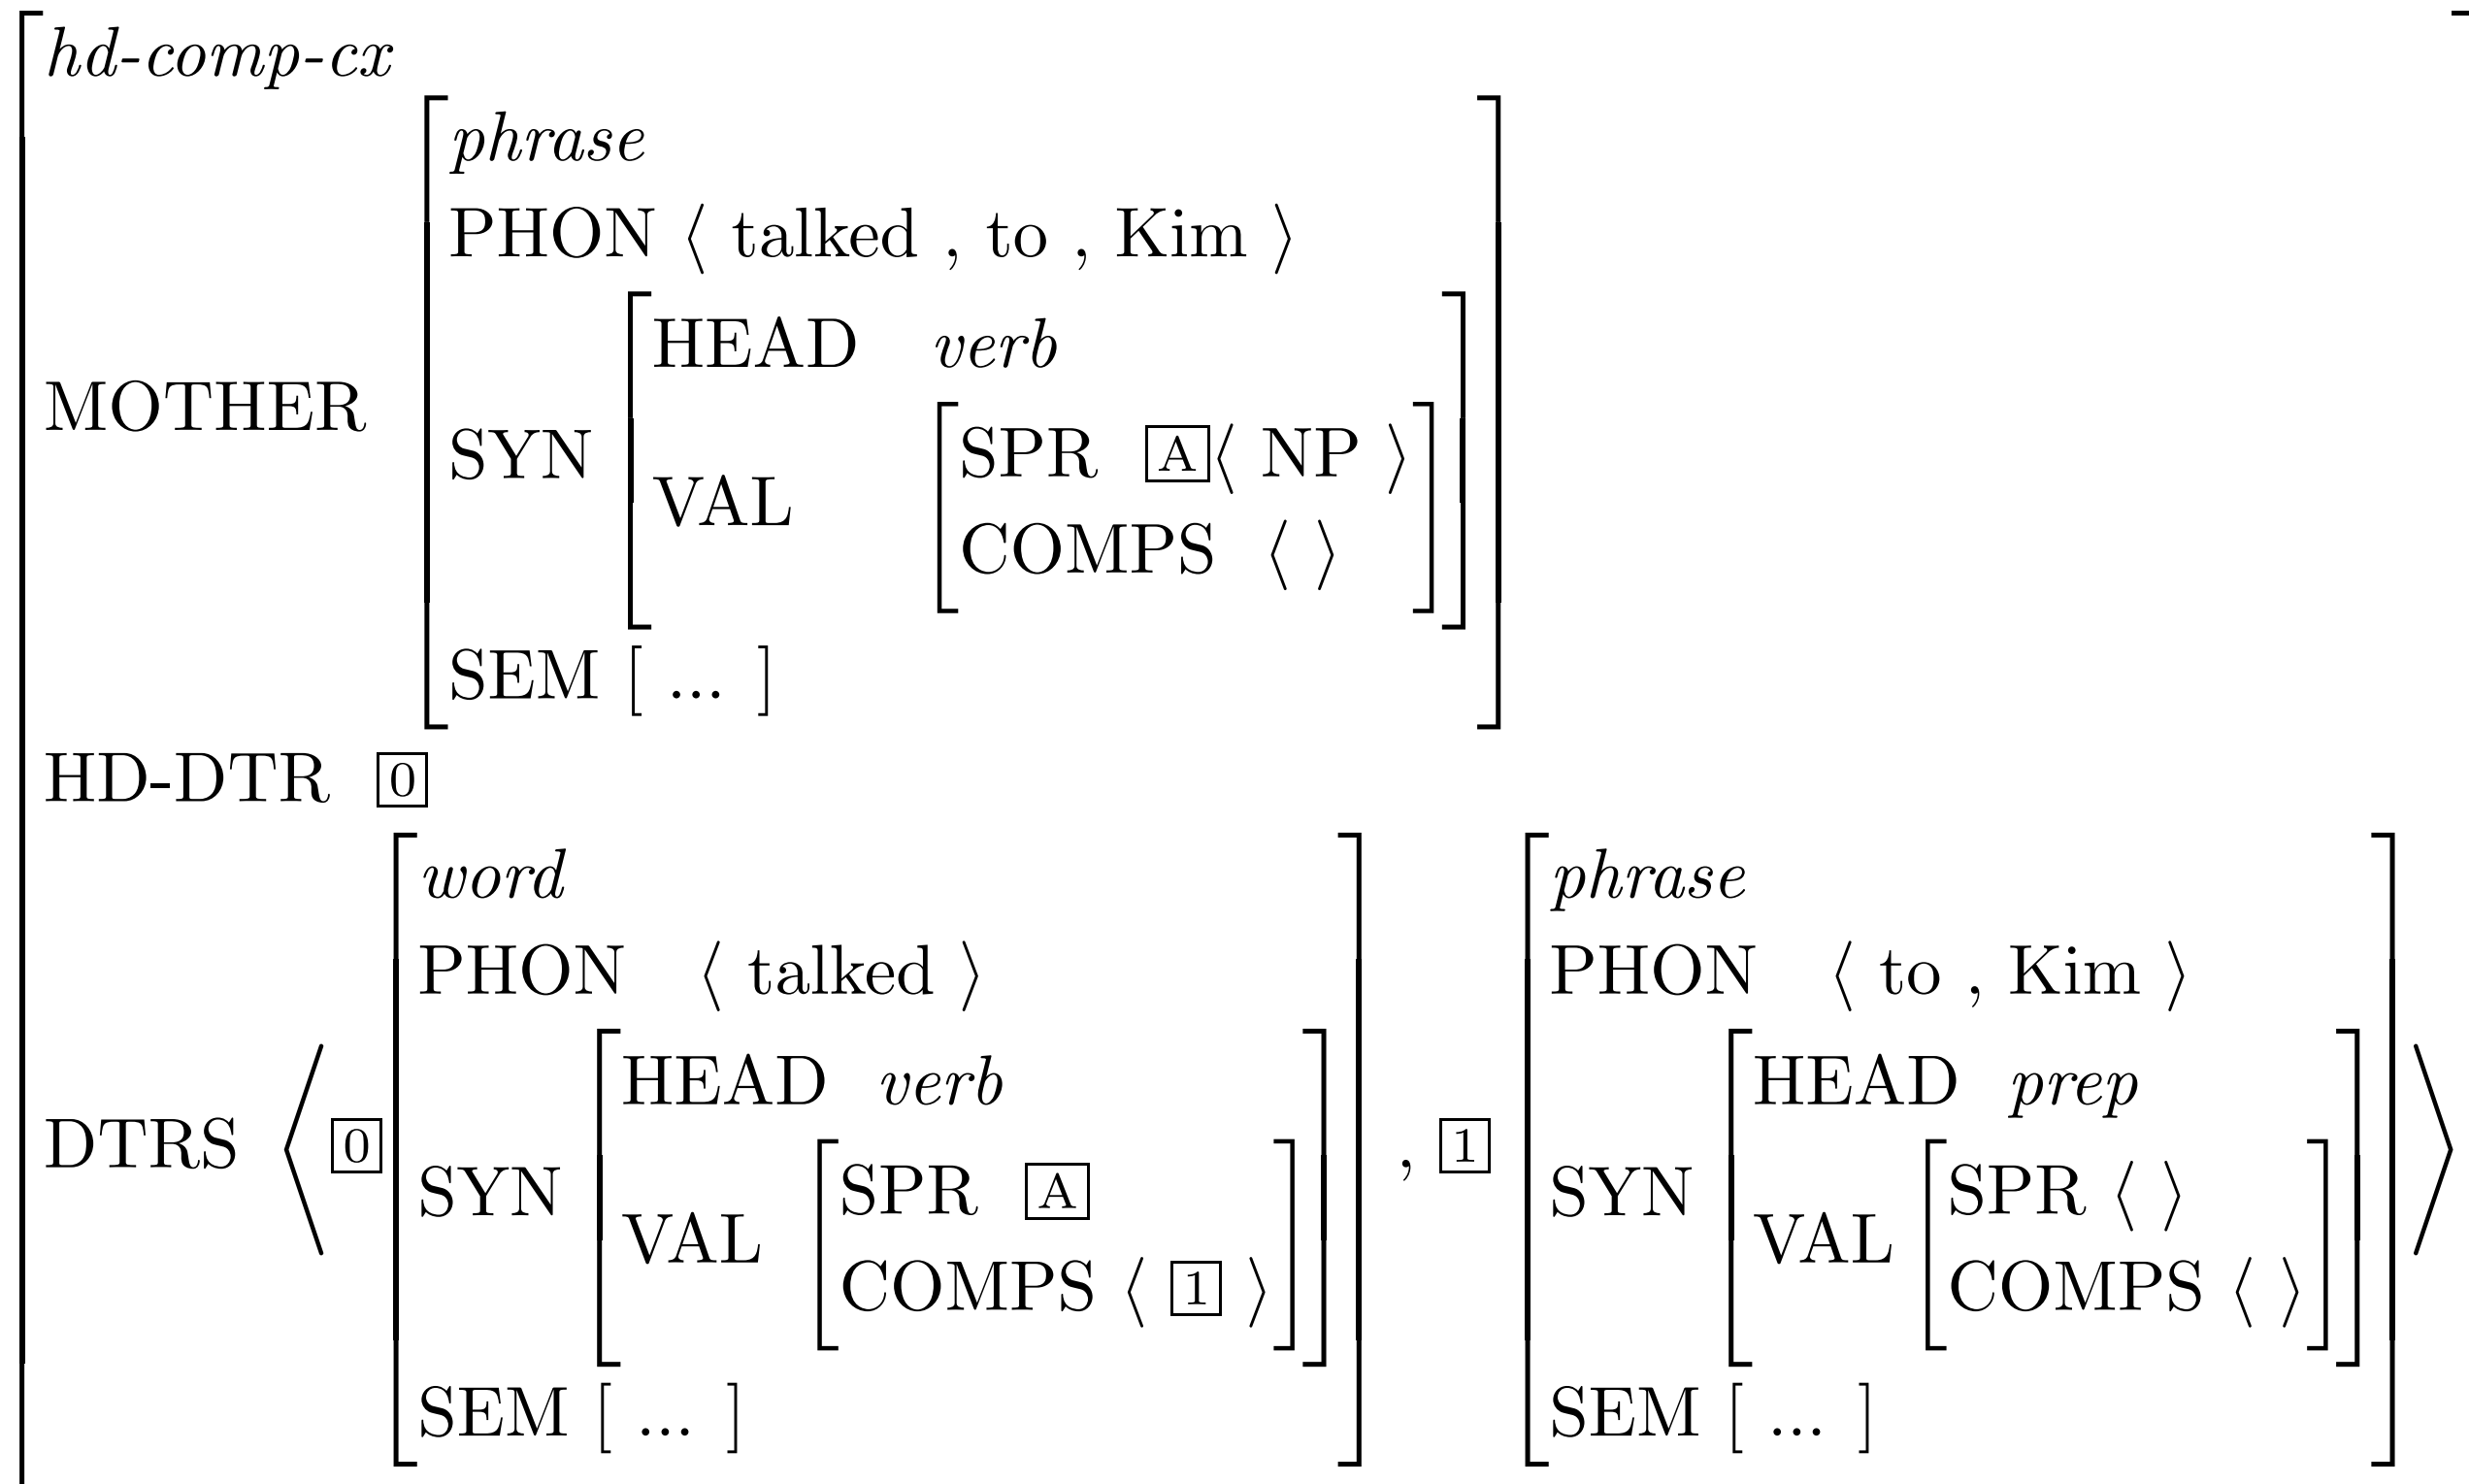 hd-comp-cx
phrase
PHON ⟨ talked , to , Kim ⟩
HEAD verb
MOTHER
SYN
SPR [A]⟨ NP ⟩
VAL
COMPS ⟨ ⟩
SEM [ ... ]
HD-DTR [0]
word
phrase
PHON ⟨ talked ⟩
PHON ⟨ to , Kim ⟩
HEAD verb
HEAD prep
DTRS ⟨ [0] , [1] ⟩
SYN
SPR [A]
SYN
SPR ⟨ ⟩
VAL
COMPS ⟨ [1] ⟩
VAL
COMPS ⟨ ⟩
SEM [ ... ]
SEM [ ... ]